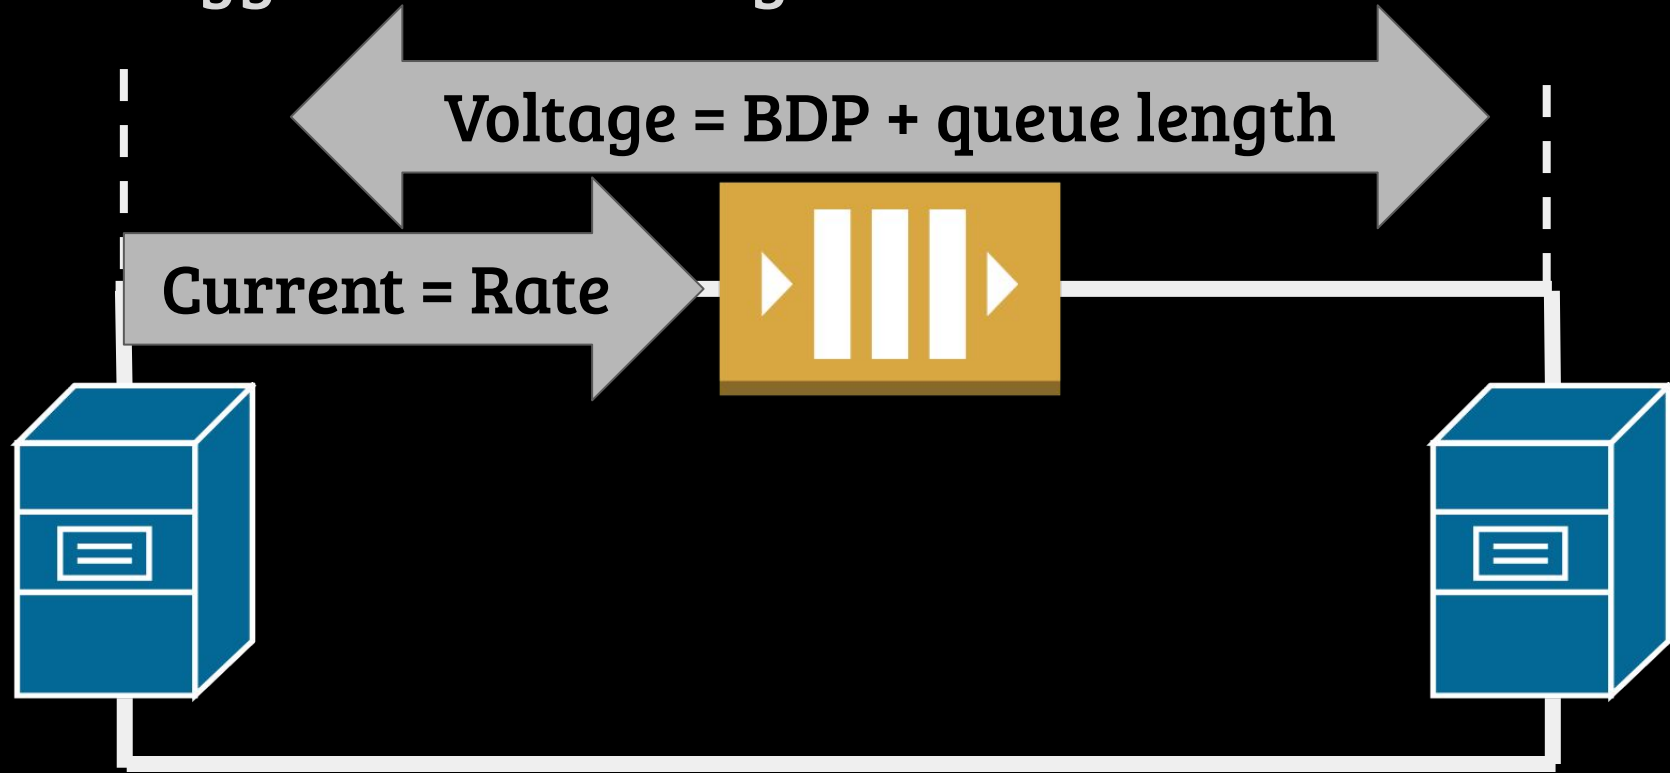 Voltage = BDP + queue length
Current = Rate